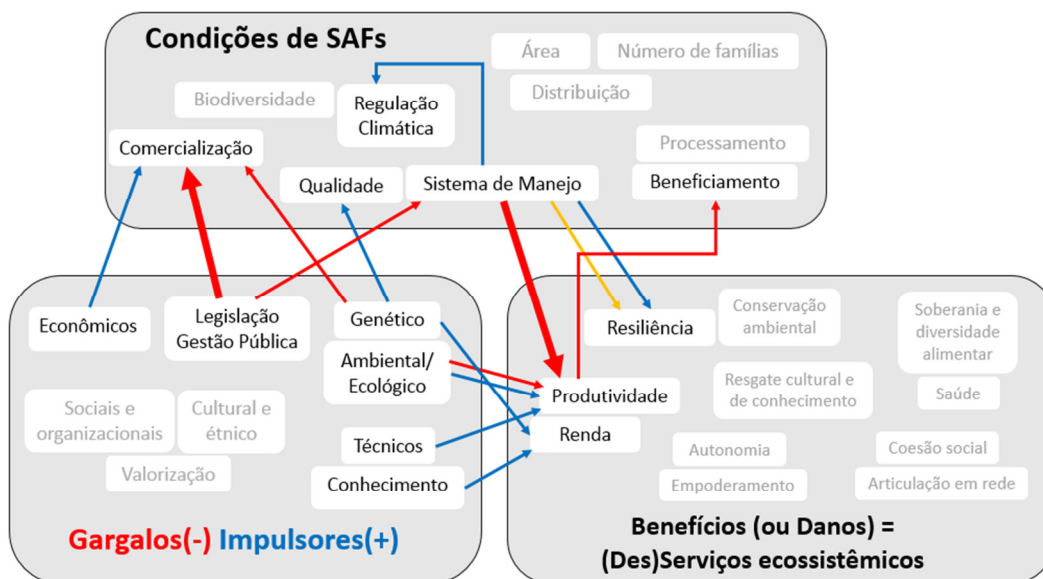 Condições de SAFs
Área
Número de famílias
Biodiversidade
Regulação
Climática
Distribuição
Comercialização
Processamento
Qualidade
Sistema de Manejo
Beneficiamento
Econômicos
Legislação
Gestão Pública
Genético
Ambiental/
Ecológico
Sociais e
organizacionais
Cultural e
étnico
Valorização
Técnicos
Conhecimento
Gargalos(-) Impulsores(+)
Resiliência
Conservação
ambiental
Soberania e
diversidade
alimentar
Produtividade
Resgate cultural e
de conhecimento
Saúde
Renda
Autonomia
Coesão social
Empoderamento
Articulação em rede
Benefícios (ou Danos) =
(Des)Serviços ecossistêmicos